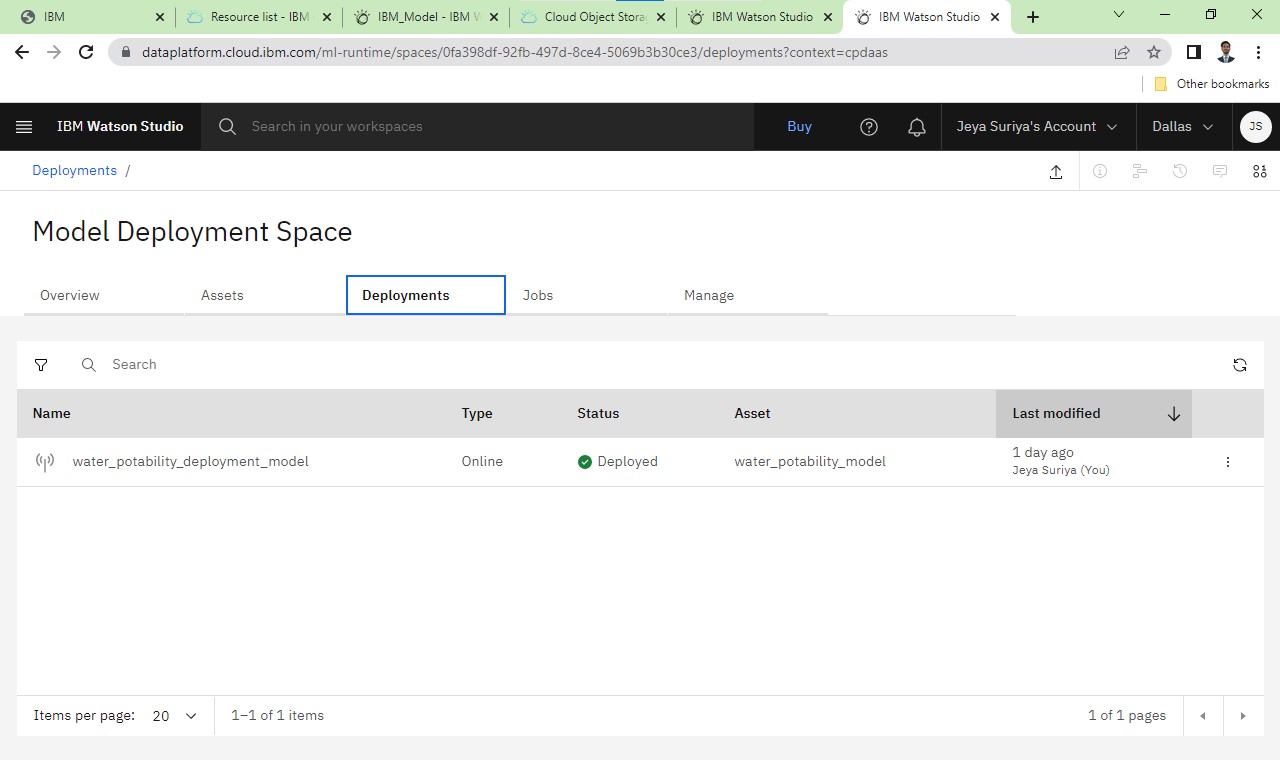 IBM
Resource list - IBM
IBM_Model - IBM W
Cloud Object Storag
IBM Watson Studio
IBM Watson Studio
dataplatform.cloud.ibm.com/ml-runtime/spaces/0fa398df-92fb-497d-8ce4-5069b3b30ce3/deployments?context=cpdaas
Other bookmarks
IBM Watson Studio
Search in your workspaces
Buy
Jeya Suriya's Account
Dallas
JS
Deployments /
Model Deployment Space
Overview
Assets
Deployments
Jobs
Manage
Search
Name Type Status Asset Last modified
water_potability_deployment_model Online Deployed water_potability_model 1 day ago
Jeya Suriya (You)
Items per page: 20 1–1 of 1 items 1 of 1 pages